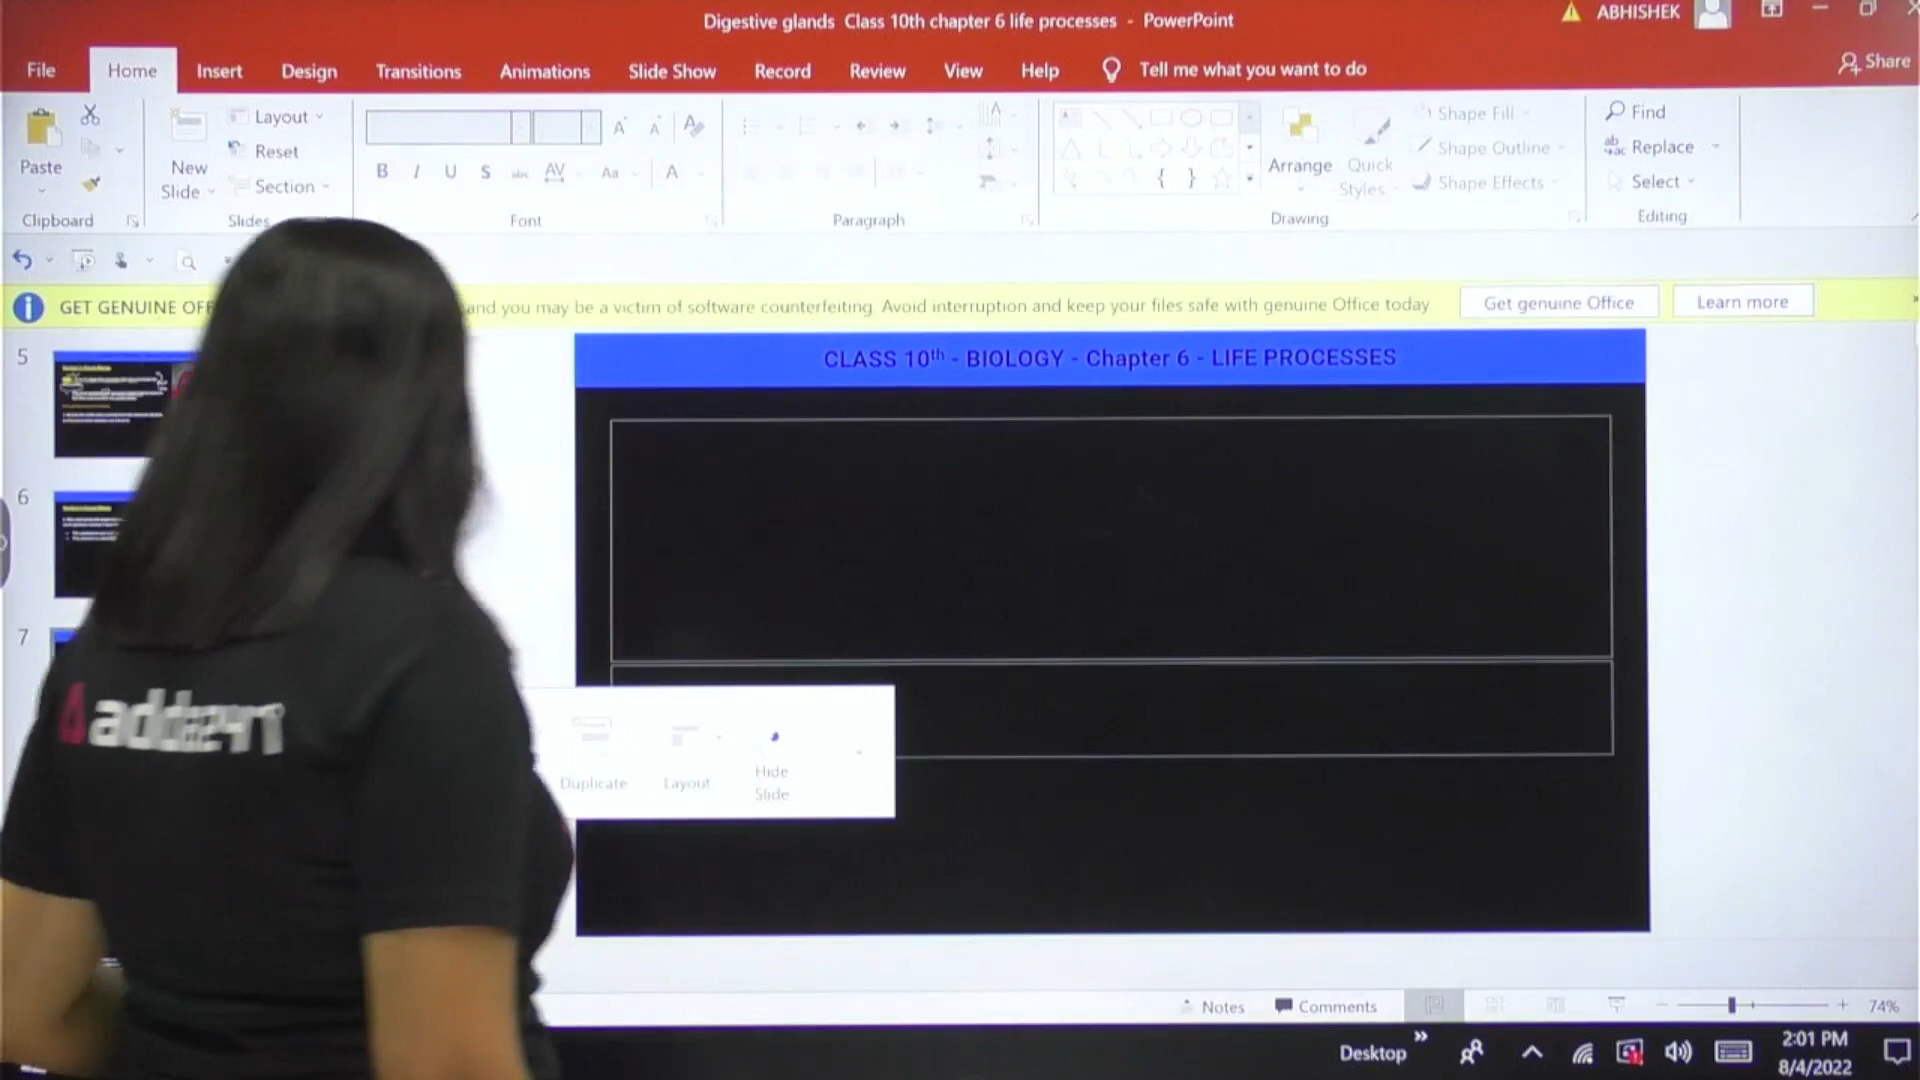 Digestive glands Class 10th chapter 6 life processes - PowerPoint
ABHISHEK
File Home Insert Design Transitions Animations Slide Show Record Review View Help Tell me what you want to do
Share
Paste
Clipboard
New Slide
Layout
Reset
Section
Slides
B I U S abc AV Aa A
Font
Paragraph
Arrange
Quick Styles
Shape Fill
Shape Outline
Shape Effects
Drawing
Find
Replace
Select
Editing
GET GENUINE OFF
and you may be a victim of software counterfeiting. Avoid interruption and keep your files safe with genuine Office today
Get genuine Office
Learn more
5
6
7
CLASS 10th - BIOLOGY - Chapter 6 - LIFE PROCESSES
Duplicate
Layout
Hide Slide
adda247
Notes
Comments
74%
Desktop
2:01 PM
8/4/2022